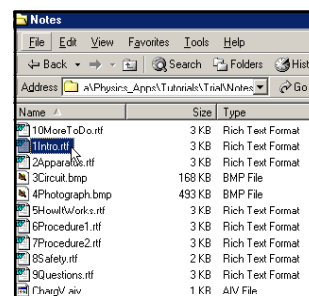 Notes
File Edit View Favorites Tools Help
Back Search Folders Hist
Address a\Physics_Apps\Tutorials\Trial\Notes Go
Name Size Type
10MoreToDo.rtf 3 KB Rich Text Format
1Intro.rtf 3 KB Rich Text Format
2Apparatus.rtf 3 KB Rich Text Format
3Circuit.bmp 168 KB BMP File
4Photograph.bmp 493 KB BMP File
5HowItWorks.rtf 3 KB Rich Text Format
6Procedure1.rtf 3 KB Rich Text Format
7Procedure2.rtf 3 KB Rich Text Format
8Safety.rtf 2 KB Rich Text Format
9Questions.rtf 3 KB Rich Text Format
ChargV.aiv 1 KB AIV File